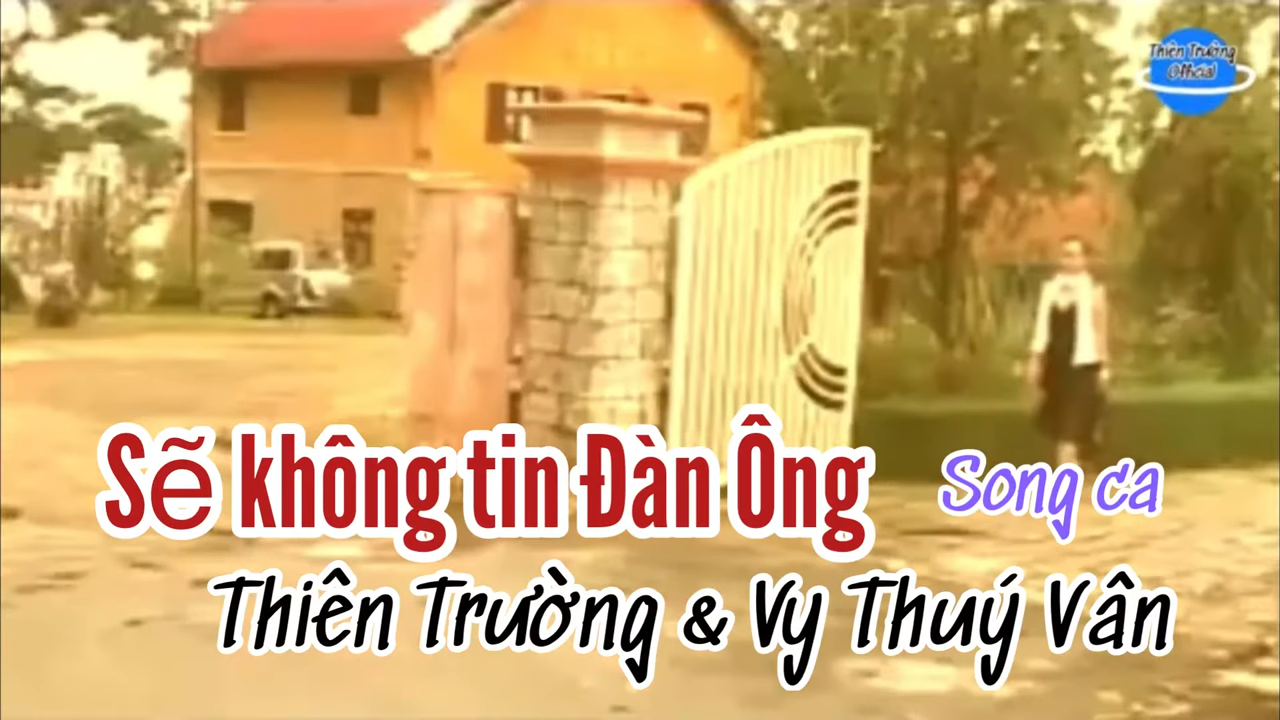 Thiên Trường
Official
Sẽ không tin Đàn Ông
Song ca
Thiên Trường & Vy Thuý Vân